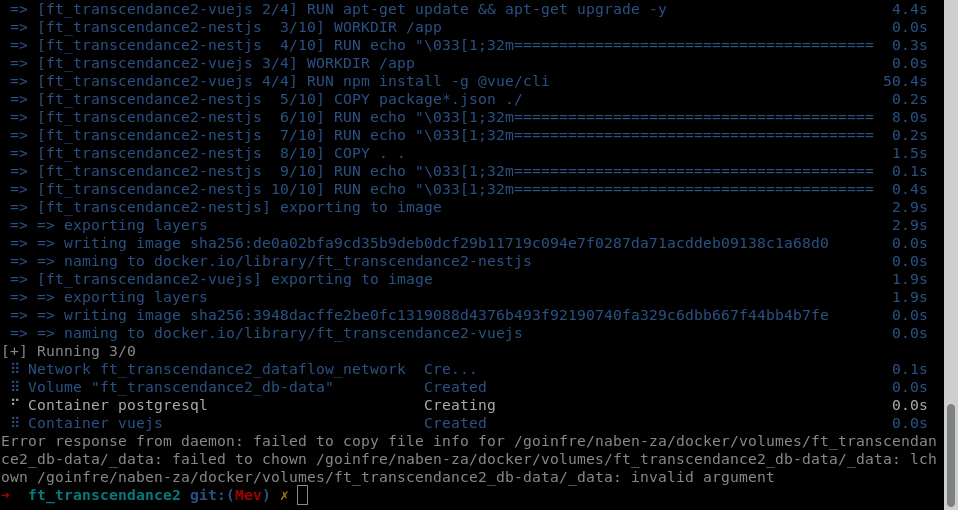 => [ft_transcendance2-vuejs 2/4] RUN apt-get update && apt-get upgrade -y 4.4s
=> [ft_transcendance2-nestjs  3/10] WORKDIR /app 0.0s
=> [ft_transcendance2-nestjs  4/10] RUN echo "\033[1;32m======================================== 0.3s
=> [ft_transcendance2-vuejs 3/4] WORKDIR /app 0.0s
=> [ft_transcendance2-vuejs 4/4] RUN npm install -g @vue/cli 50.4s
=> [ft_transcendance2-nestjs  5/10] COPY package*.json ./ 0.2s
=> [ft_transcendance2-nestjs  6/10] RUN echo "\033[1;32m======================================== 8.0s
=> [ft_transcendance2-nestjs  7/10] RUN echo "\033[1;32m======================================== 0.2s
=> [ft_transcendance2-nestjs  8/10] COPY . . 1.5s
=> [ft_transcendance2-nestjs  9/10] RUN echo "\033[1;32m======================================== 0.1s
=> [ft_transcendance2-nestjs 10/10] RUN echo "\033[1;32m======================================== 0.4s
=> [ft_transcendance2-nestjs] exporting to image 2.9s
=> => exporting layers 2.9s
=> => writing image sha256:de0a02bfa9cd35b9deb0dcf29b11719c094e7f0287da71acddeb09138c1a68d0 0.0s
=> => naming to docker.io/library/ft_transcendance2-nestjs 0.0s
=> [ft_transcendance2-vuejs] exporting to image 1.9s
=> => exporting layers 1.9s
=> => writing image sha256:3948dacffe2be0fc1319088d4376b493f92190740fa329c6dbb667f44bb4b7fe 0.0s
=> => naming to docker.io/library/ft_transcendance2-vuejs 0.0s
[+] Running 3/0
⠿ Network ft_transcendance2_dataflow_network  Cre... 0.1s
⠿ Volume "ft_transcendance2_db-data"  Created 0.0s
⠋ Container postgresql  Creating 0.0s
⠿ Container vuejs  Created 0.0s
Error response from daemon: failed to copy file info for /goinfre/naben-za/docker/volumes/ft_transcendan
ce2_db-data/_data: failed to chown /goinfre/naben-za/docker/volumes/ft_transcendance2_db-data/_data: lch
own /goinfre/naben-za/docker/volumes/ft_transcendance2_db-data/_data: invalid argument
➜  ft_transcendance2 git:(Mev) ✗